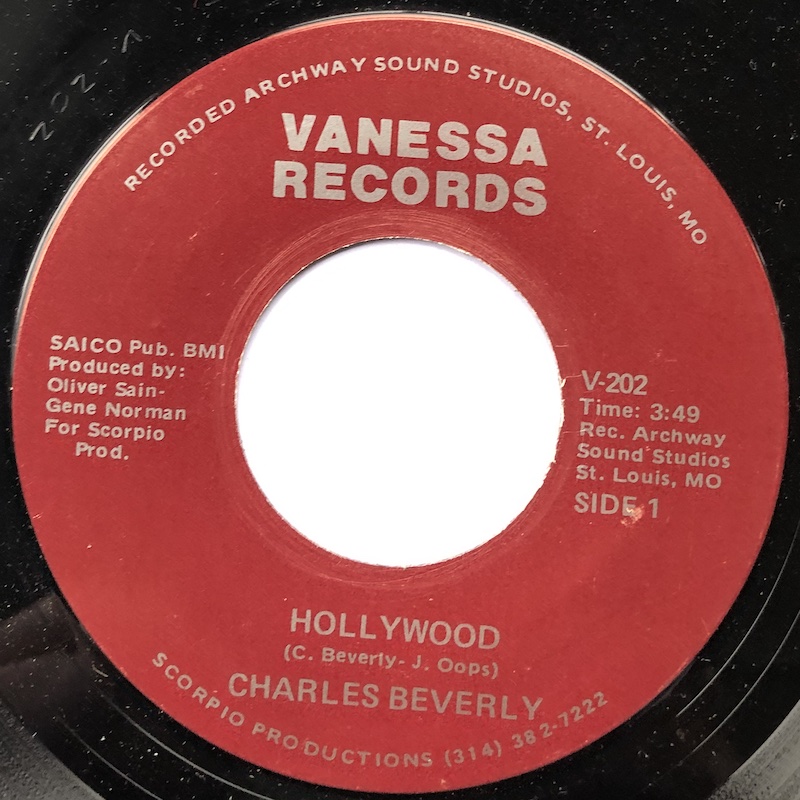 202-1
RECORDED ARCHWAY SOUND STUDIOS, ST. LOUIS, MO
VANESSA
RECORDS
SAICO Pub. BMI
Produced by:
Oliver Sain-
Gene Norman
For Scorpio
Prod.
V-202
Time: 3:49
Rec. Archway
Sound Studios
St. Louis, MO
SIDE 1
HOLLYWOOD
(C. Beverly- J. Oops)
CHARLES BEVERLY
SCORPIO PRODUCTIONS (314) 382-7222